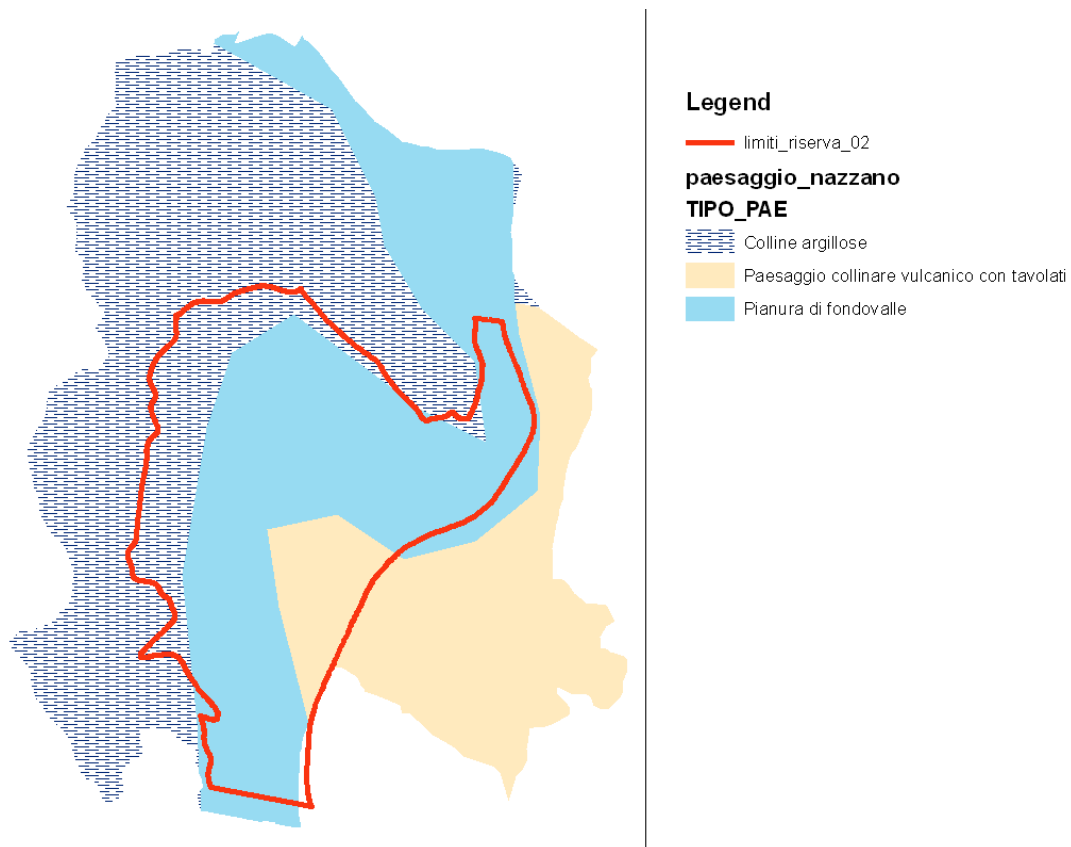 Legend
limiti_riserva_02
paesaggio_nazzano
TIPO_PAE
Colline argillose
Paesaggio collinare vulcanico con tavolati
Pianura di fondovalle